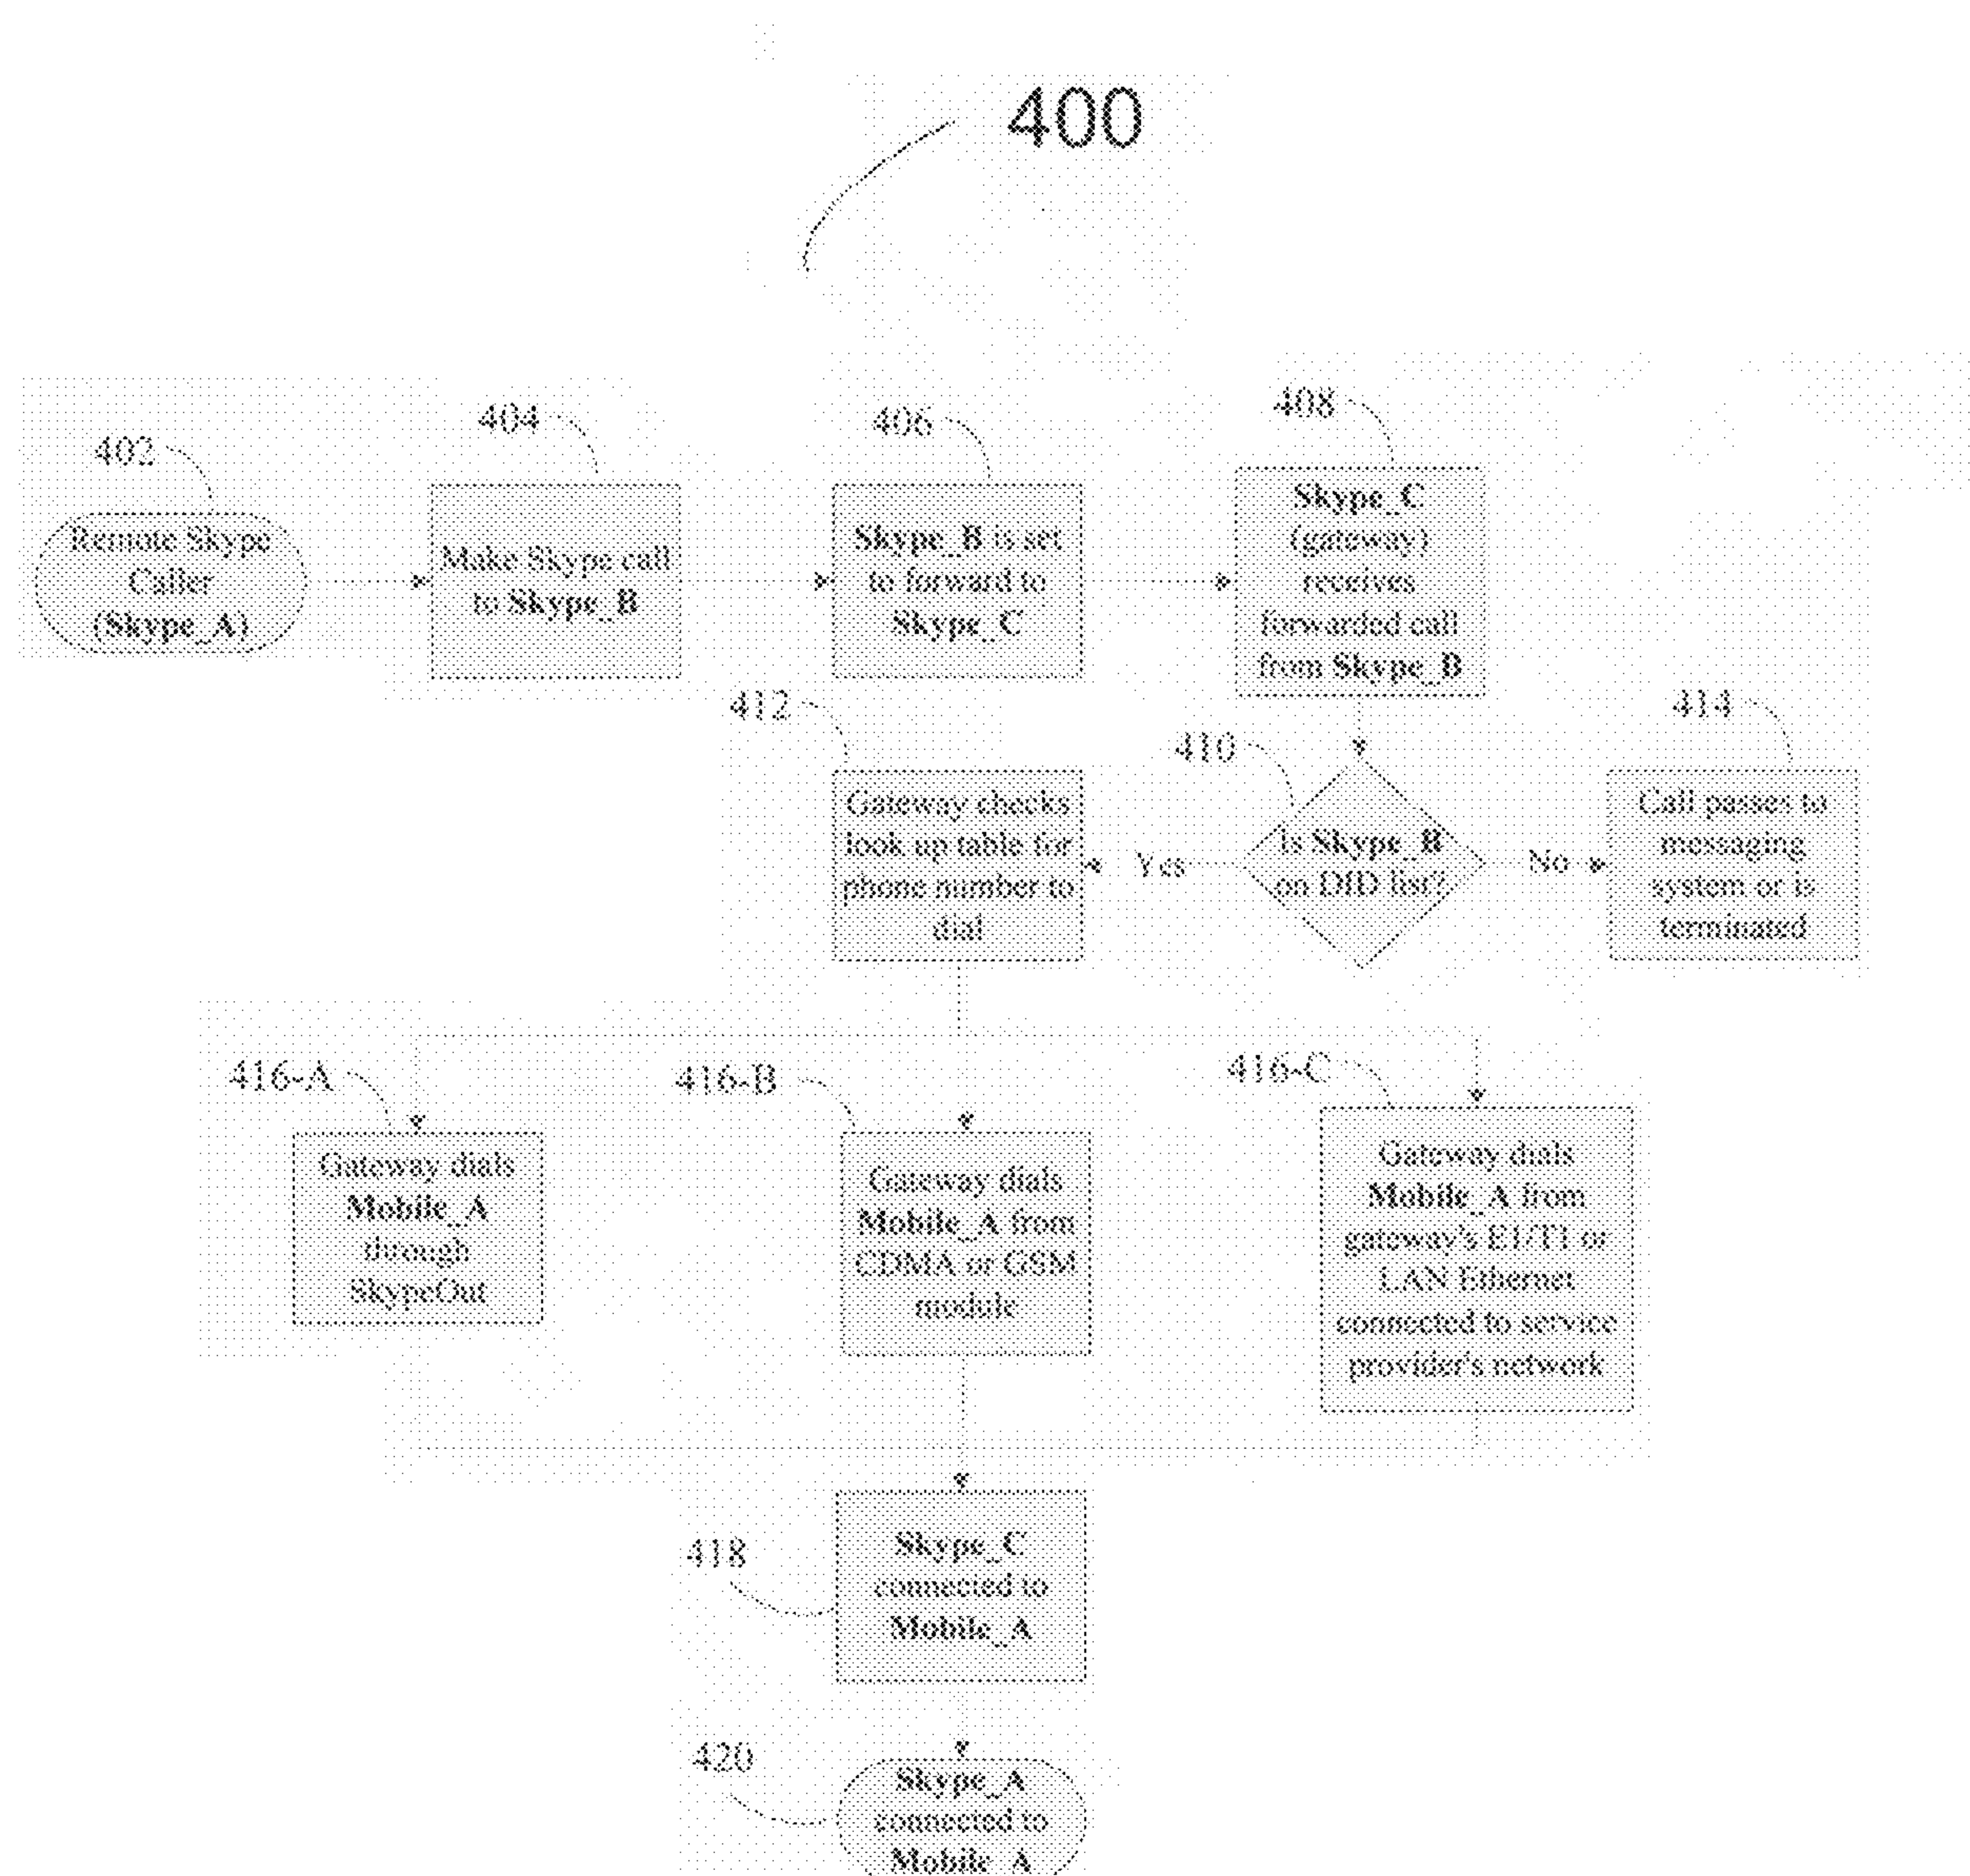 400
402
Remote Skype
Caller
(Skype_A)
404
Make Skype call
to Skype_B
406
Skype_B is set
to forward to
Skype_C
408
Skype_C
(gateway)
receives
forwarded call
from Skype_B
412
Gateway checks
look up table for
phone number to
dial
Yes
410
Is Skype_B
on DID list?
No
414
Call passes to
messaging
system or is
terminated
416-A
Gateway dials
Mobile_A
through
SkypeOut
416-B
Gateway dials
Mobile_A from
CDMA or GSM
module
416-C
Gateway dials
Mobile_A from
gateway's E1/T1 or
LAN Ethernet
connected to service
provider's network
418
Skype_C
connected to
Mobile_A
420
Skype_A
connected to
Mobile_A